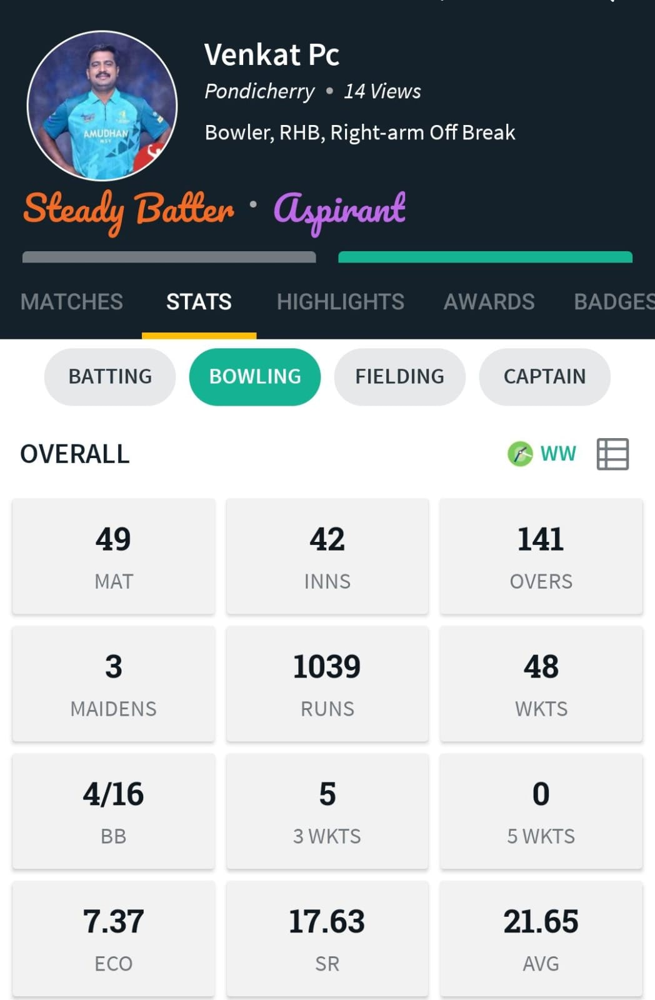 Venkat Pc
Pondicherry • 14 Views
Bowler, RHB, Right-arm Off Break
AMUDHAN
Steady Batter • Aspirant
MATCHES STATS HIGHLIGHTS AWARDS BADGES
BATTING BOWLING FIELDING CAPTAIN
OVERALL WW
49 42 141
MAT INNS OVERS
3 1039 48
MAIDENS RUNS WKTS
4/16 5 0
BB 3 WKTS 5 WKTS
7.37 17.63 21.65
ECO SR AVG